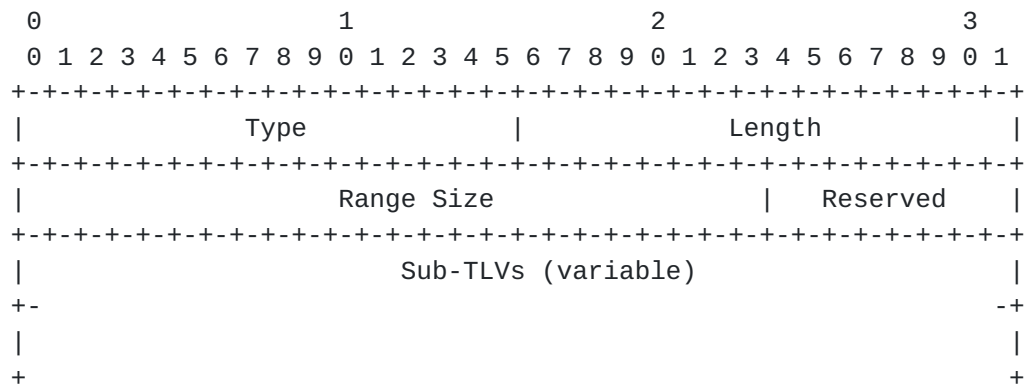 0                   1                   2                   3
 0 1 2 3 4 5 6 7 8 9 0 1 2 3 4 5 6 7 8 9 0 1 2 3 4 5 6 7 8 9 0 1
+-+-+-+-+-+-+-+-+-+-+-+-+-+-+-+-+-+-+-+-+-+-+-+-+-+-+-+-+-+-+-+-+
|              Type             |             Length            |
+-+-+-+-+-+-+-+-+-+-+-+-+-+-+-+-+-+-+-+-+-+-+-+-+-+-+-+-+-+-+-+-+
|                    Range Size                 |   Reserved    |
+-+-+-+-+-+-+-+-+-+-+-+-+-+-+-+-+-+-+-+-+-+-+-+-+-+-+-+-+-+-+-+-+
|                        Sub-TLVs (variable)                    |
+-                                                             -+
|                                                               |
+                                                               +